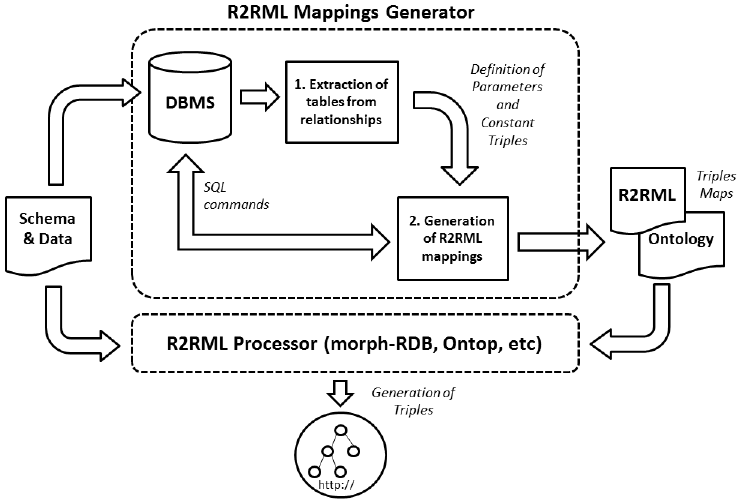 R2RML Mappings Generator
DBMS
1. Extraction of
tables from
relationships
Definition of
Parameters
and
Constant
Triples
SQL
commands
Schema
& Data
2. Generation
of R2RML
mappings
R2RML
Triples
Maps
Ontology
R2RML Processor (morph-RDB, Ontop, etc)
Generation of
Triples
http://